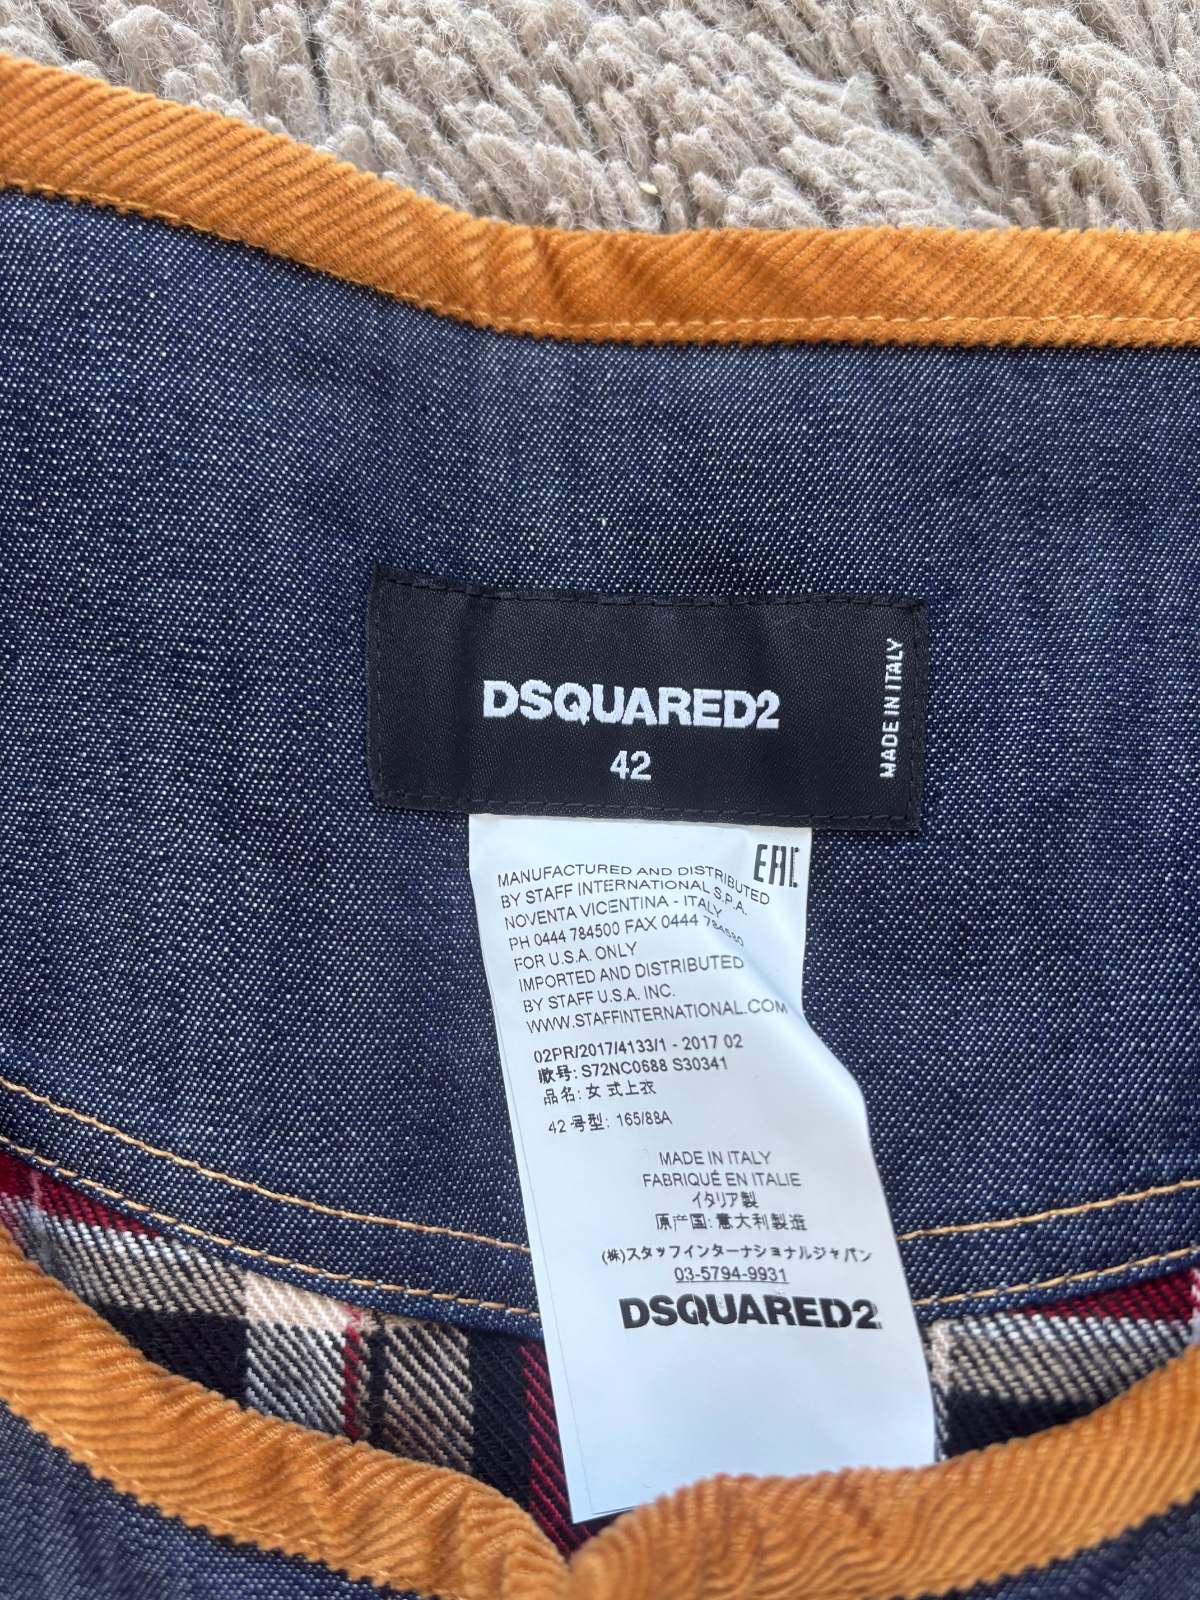 DSQUARED2
42
MADE IN ITALY
EAC
MANUFACTURED AND DISTRIBUTED
BY STAFF INTERNATIONAL S.P.A.
NOVENTA VICENTINA - ITALY
PH 0444 784500 FAX 0444 784530
FOR U.S.A. ONLY
IMPORTED AND DISTRIBUTED
BY STAFF U.S.A. INC.
WWW.STAFFINTERNATIONAL.COM
02PR/2017/4133/1 - 2017 02
款号: S72NC0688 S30341
品名: 女式上衣
42 号型: 165/88A
MADE IN ITALY
FABRIQUÉ EN ITALIE
イタリア製
原产国: 意大利製造
(株)スタッフインターナショナルジャパン
03-5794-9931
DSQUARED2